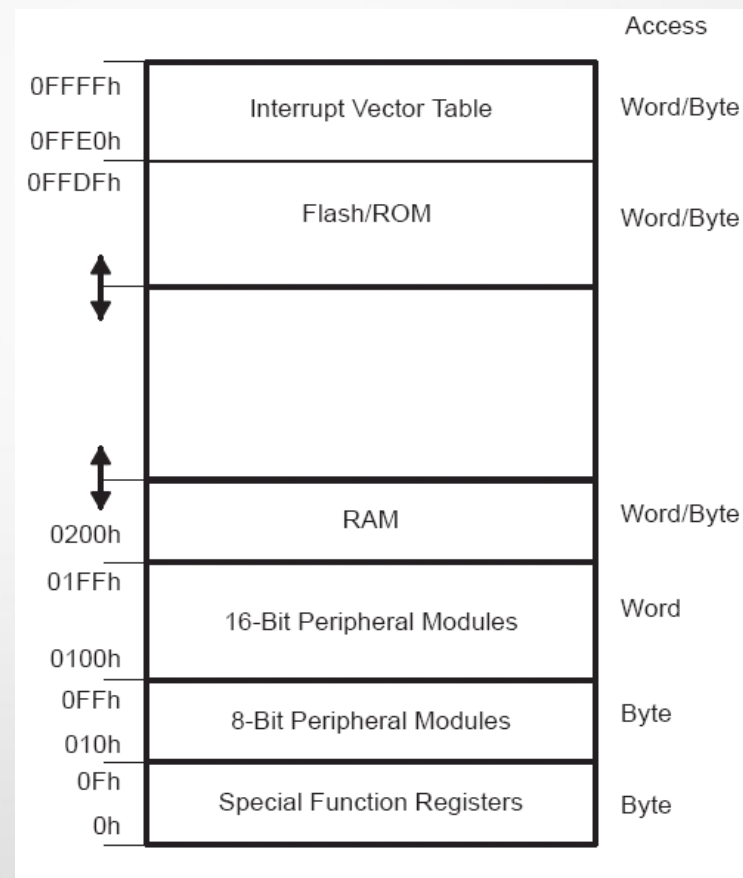 Access
0FFFFh
Interrupt Vector Table
Word/Byte
0FFE0h
0FFDFh
Flash/ROM
Word/Byte
RAM
Word/Byte
0200h
01FFh
16-Bit Peripheral Modules
Word
0100h
0FFh
8-Bit Peripheral Modules
Byte
010h
0Fh
Special Function Registers
Byte
0h